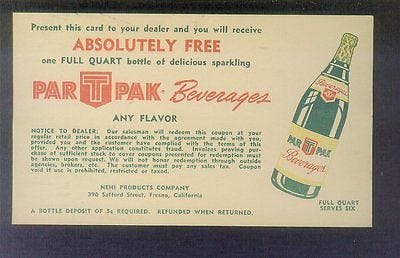 Present this card to your dealer and you will receive
ABSOLUTELY FREE
one FULL QUART bottle of delicious sparkling
PAR T PAK Beverages
ANY FLAVOR
NOTICE TO DEALER: Our salesman will redeem this coupon at your
regular retail price in accordance with the agreement made with
you, provided you and the customer have complied with the terms of this
offer. Any other application constitutes fraud. Invoices proving pur-
chase of sufficient stock to cover coupons presented for redemption must
be shown upon request. We will not honor redemption through outside
agencies, brokers, etc. The customer must pay any sales tax. Coupon
void if use is prohibited, restricted or taxed.
NEHI PRODUCTS COMPANY
390 Safford Street, Fresno, California
A BOTTLE DEPOSIT OF 5c REQUIRED. REFUNDED WHEN RETURNED.
Beverages
PAR T PAK
PAR T PAK
Beverages
FULL QUART
SERVES SIX